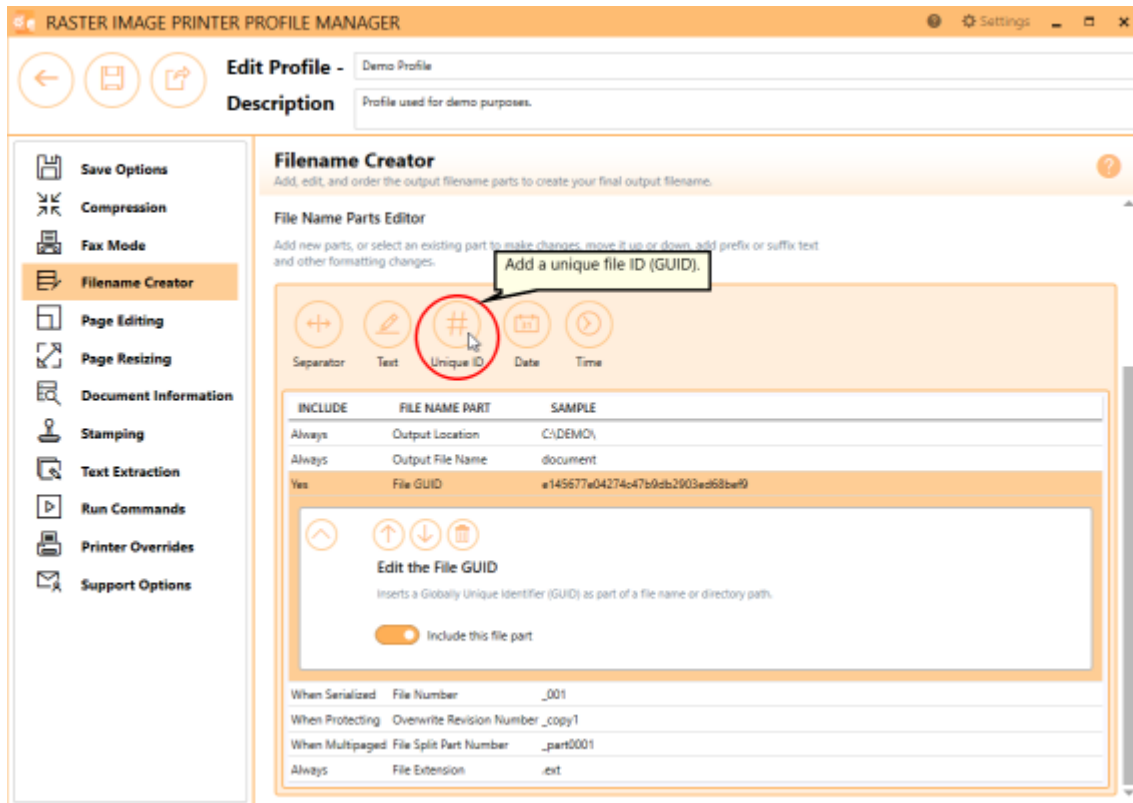 RASTER IMAGE PRINTER PROFILE MANAGER
Settings
Edit Profile - Demo Profile
Description Profile used for demo purposes.
Save Options
Compression
Fax Mode
Filename Creator
Page Editing
Page Resizing
Document Information
Stamping
Text Extraction
Run Commands
Printer Overrides
Support Options
Filename Creator
Add, edit, and order the output filename parts to create your final output filename.
File Name Parts Editor
Add new parts, or select an existing part to make changes, move it up or down, add prefix or suffix text
and other formatting changes.
Add a unique file ID (GUID).
Separator Text Unique ID Date Time
INCLUDE FILE NAME PART SAMPLE
Always Output Location C:\DEMO\
Always Output File Name document
Yes File GUID e145677e04274c47b9db2903ed68bef9
Edit the File GUID
Inserts a Globally Unique Identifier (GUID) as part of a file name or directory path.
Include this file part
When Serialized File Number _001
When Protecting Overwrite Revision Number _copy1
When Multipaged File Split Part Number _part0001
Always File Extension .ext